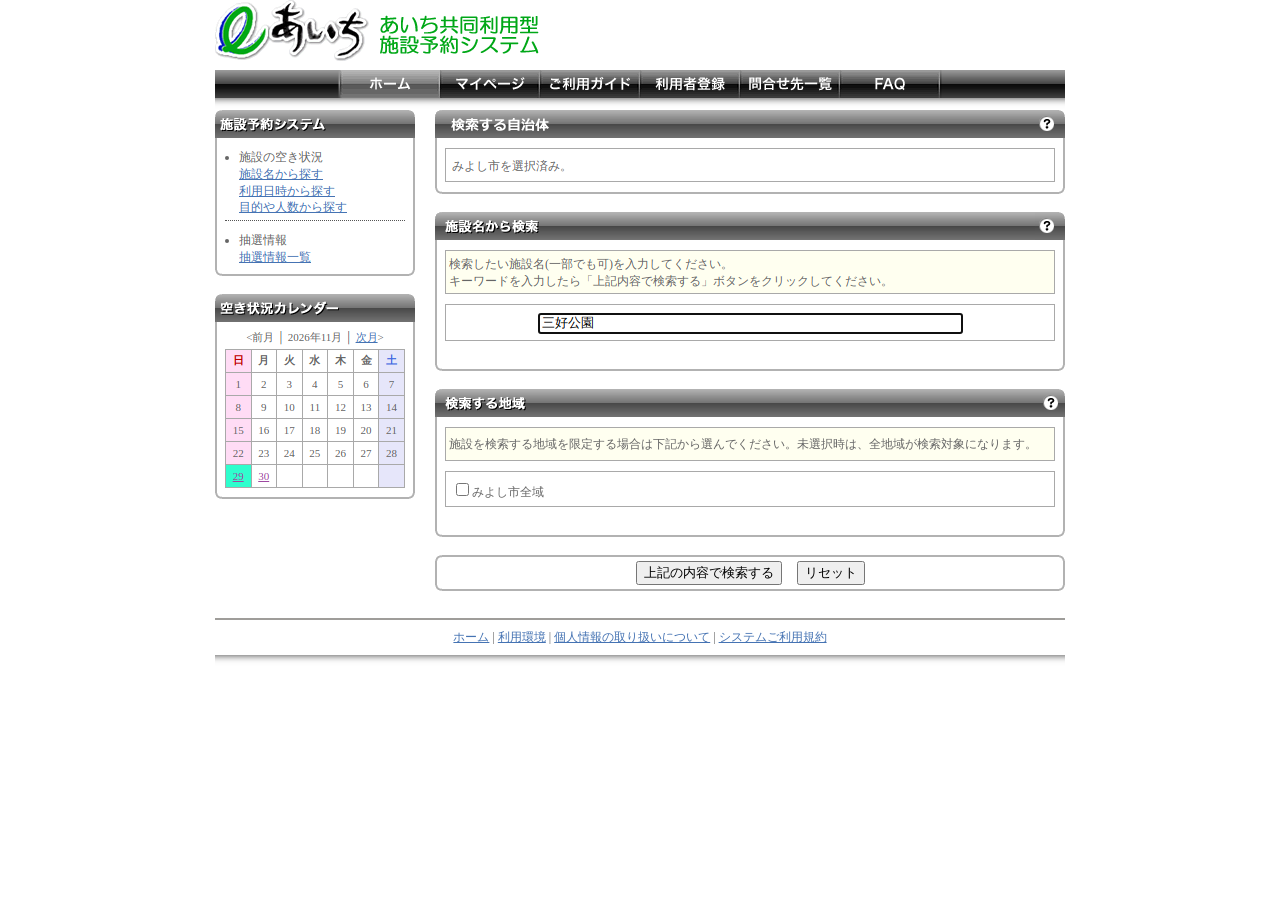 あいち あいち共同利用型
施設予約システム
ホーム マイページ ご利用ガイド 利用者登録 問合せ先一覧 FAQ
施設予約システム
施設の空き状況
施設名から探す
利用日時から探す
目的や人数から探す
抽選情報
抽選情報一覧
空き状況カレンダー
<前月 │ 2026年11月 │ 次月>
日 月 火 水 木 金 土
1 2 3 4 5 6 7
8 9 10 11 12 13 14
15 16 17 18 19 20 21
22 23 24 25 26 27 28
29 30
検索する自治体 ?
みよし市を選択済み。
施設名から検索 ?
検索したい施設名(一部でも可)を入力してください。
キーワードを入力したら「上記内容で検索する」ボタンをクリックしてください。
三好公園
検索する地域 ?
施設を検索する地域を限定する場合は下記から選んでください。未選択時は、全地域が検索対象になります。
みよし市全域
上記の内容で検索する リセット
ホーム | 利用環境 | 個人情報の取り扱いについて | システムご利用規約